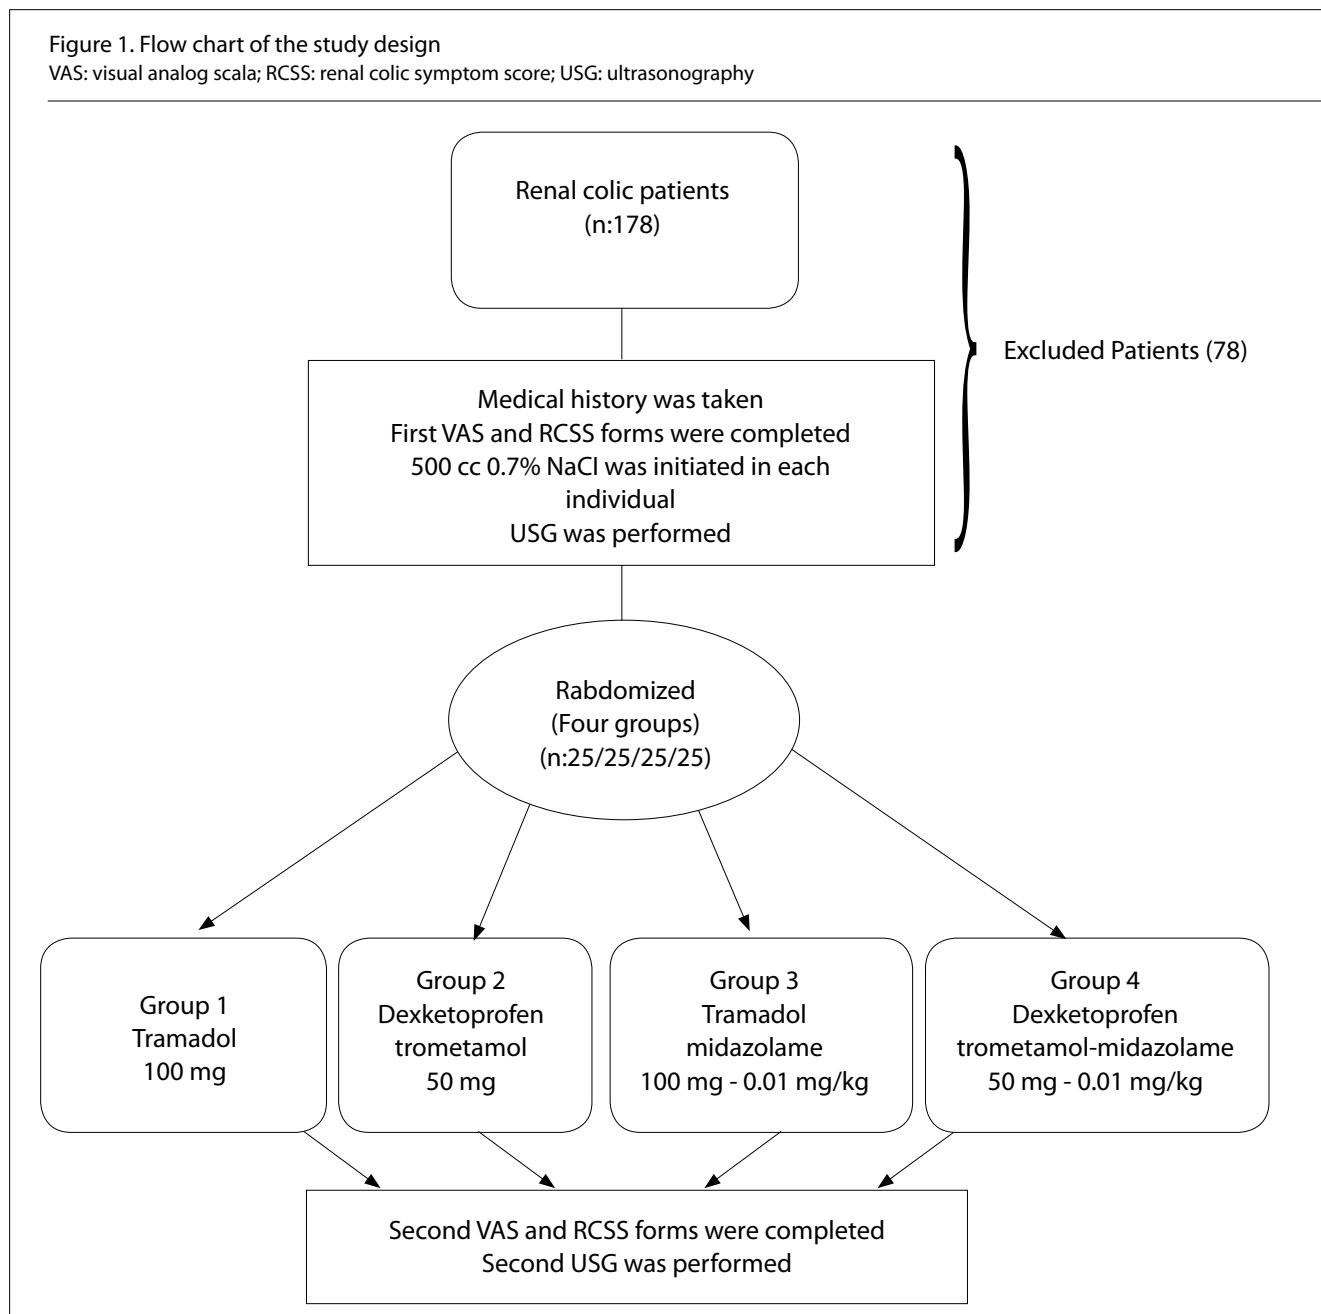 Figure 1. Flow chart of the study design
VAS: visual analog scala; RCSS: renal colic symptom score; USG: ultrasonography
Renal colic patients
(n:178)
Excluded Patients (78)
Medical history was taken
First VAS and RCSS forms were completed
500 cc 0.7% NaCI was initiated in each
individual
USG was performed
Rabdomized
(Four groups)
(n:25/25/25/25)
Group 1
Tramadol
100 mg
Group 2
Dexketoprofen
trometamol
50 mg
Group 3
Tramadol
midazolame
100 mg - 0.01 mg/kg
Group 4
Dexketoprofen
trometamol-midazolame
50 mg - 0.01 mg/kg
Second VAS and RCSS forms were completed
Second USG was performed